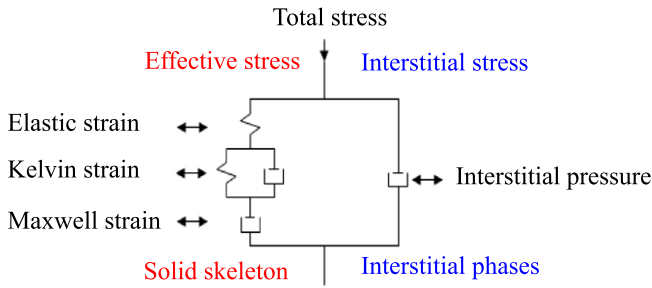 Total stress
Effective stress
Interstitial stress
Elastic strain
Kelvin strain
Interstitial pressure
Maxwell strain
Solid skeleton
Interstitial phases